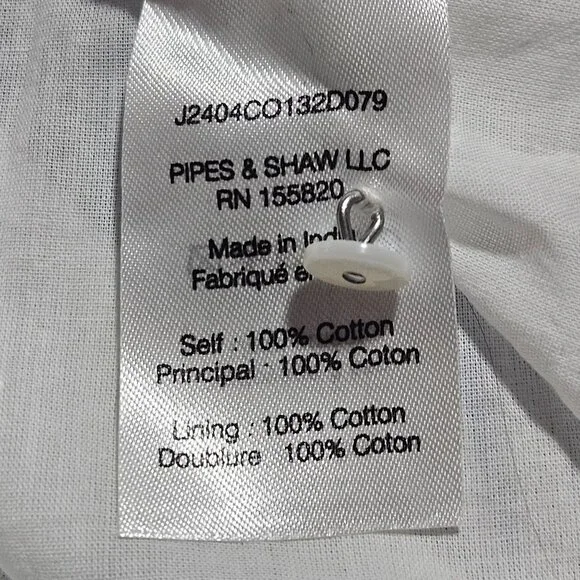 J2404CO132D079
PIPES & SHAW LLC
RN 155820
Made in
Fabriqué
Self : 100% Cotton
Principal : 100% Coton
Lining : 100% Cotton
Doublure 100% Coton